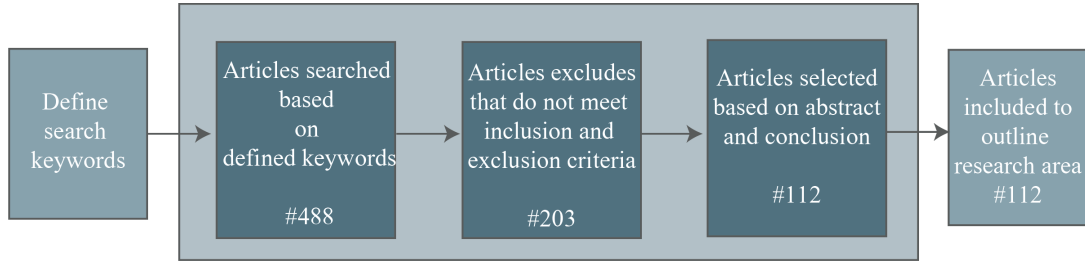 Define
search
keywords
Articles searched
based
on
defined keywords
#488
Articles excludes
that do not meet
inclusion and
exclusion criteria
#203
Articles selected
based on abstract
and conclusion
#112
Articles
included to
outline
research area
#112